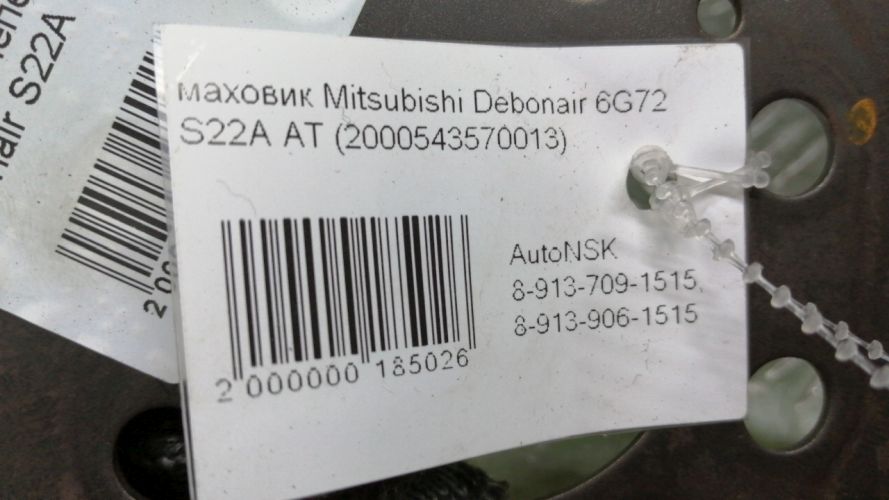 маховик Mitsubishi Debonair 6G72
S22A AT (2000543570013)
AutoNSK
8-913-709-1515,
8-913-906-1515
2 000000 185026
S22A